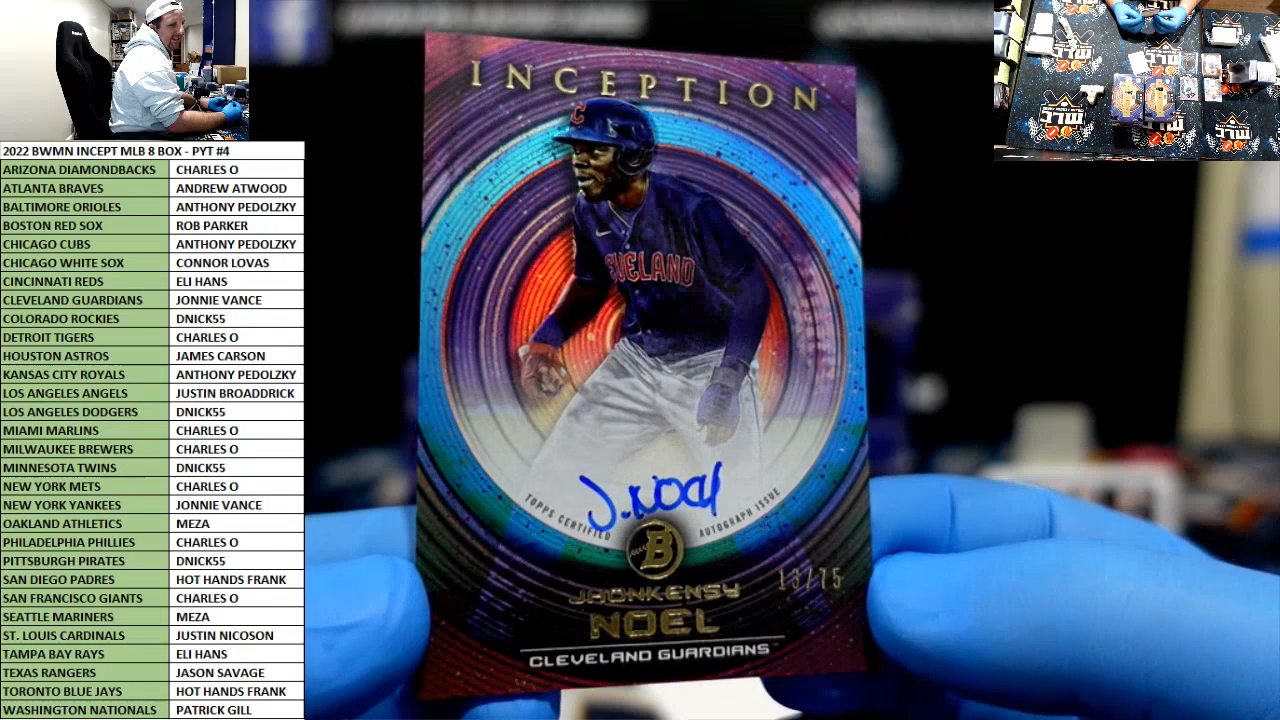 2022 BWMN INCEPT MLB 8 BOX - PYT #4
ARIZONA DIAMONDBACKS CHARLES O
ATLANTA BRAVES ANDREW ATWOOD
BALTIMORE ORIOLES ANTHONY PEDOLZKY
BOSTON RED SOX ROB PARKER
CHICAGO CUBS ANTHONY PEDOLZKY
CHICAGO WHITE SOX CONNOR LOVAS
CINCINNATI REDS ELI HANS
CLEVELAND GUARDIANS JONNIE VANCE
COLORADO ROCKIES DNICK55
DETROIT TIGERS CHARLES O
HOUSTON ASTROS JAMES CARSON
KANSAS CITY ROYALS ANTHONY PEDOLZKY
LOS ANGELES ANGELS JUSTIN BROADDRICK
LOS ANGELES DODGERS DNICK55
MIAMI MARLINS CHARLES O
MILWAUKEE BREWERS CHARLES O
MINNESOTA TWINS DNICK55
NEW YORK METS CHARLES O
NEW YORK YANKEES JONNIE VANCE
OAKLAND ATHLETICS MEZA
PHILADELPHIA PHILLIES CHARLES O
PITTSBURGH PIRATES DNICK55
SAN DIEGO PADRES HOT HANDS FRANK
SAN FRANCISCO GIANTS CHARLES O
SEATTLE MARINERS MEZA
ST. LOUIS CARDINALS JUSTIN NICOSON
TAMPA BAY RAYS ELI HANS
TEXAS RANGERS JASON SAVAGE
TORONTO BLUE JAYS HOT HANDS FRANK
WASHINGTON NATIONALS PATRICK GILL
INCEPTION
C
EVELAND
J. NOEL
TOPPS CERTIFIED AUTOGRAPH ISSUE
B
13/75
JHONKENSY
NOEL
CLEVELAND GUARDIANS